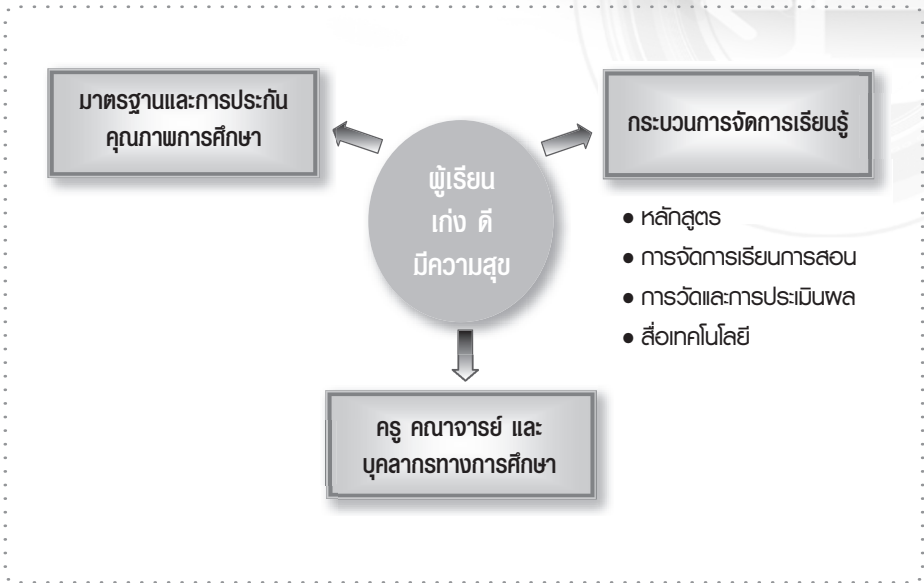 มาตรฐานและการประกัน
คุณภาพการศึกษา
ผู้เรียน
เก่ง ดี
มีความสุข
กระบวนการจัดการเรียนรู้
● หลักสูตร
● การจัดการเรียนการสอน
● การวัดและการประเมินผล
● สื่อเทคโนโลยี
ครู คณาจารย์ และ
บุคลากรทางการศึกษา